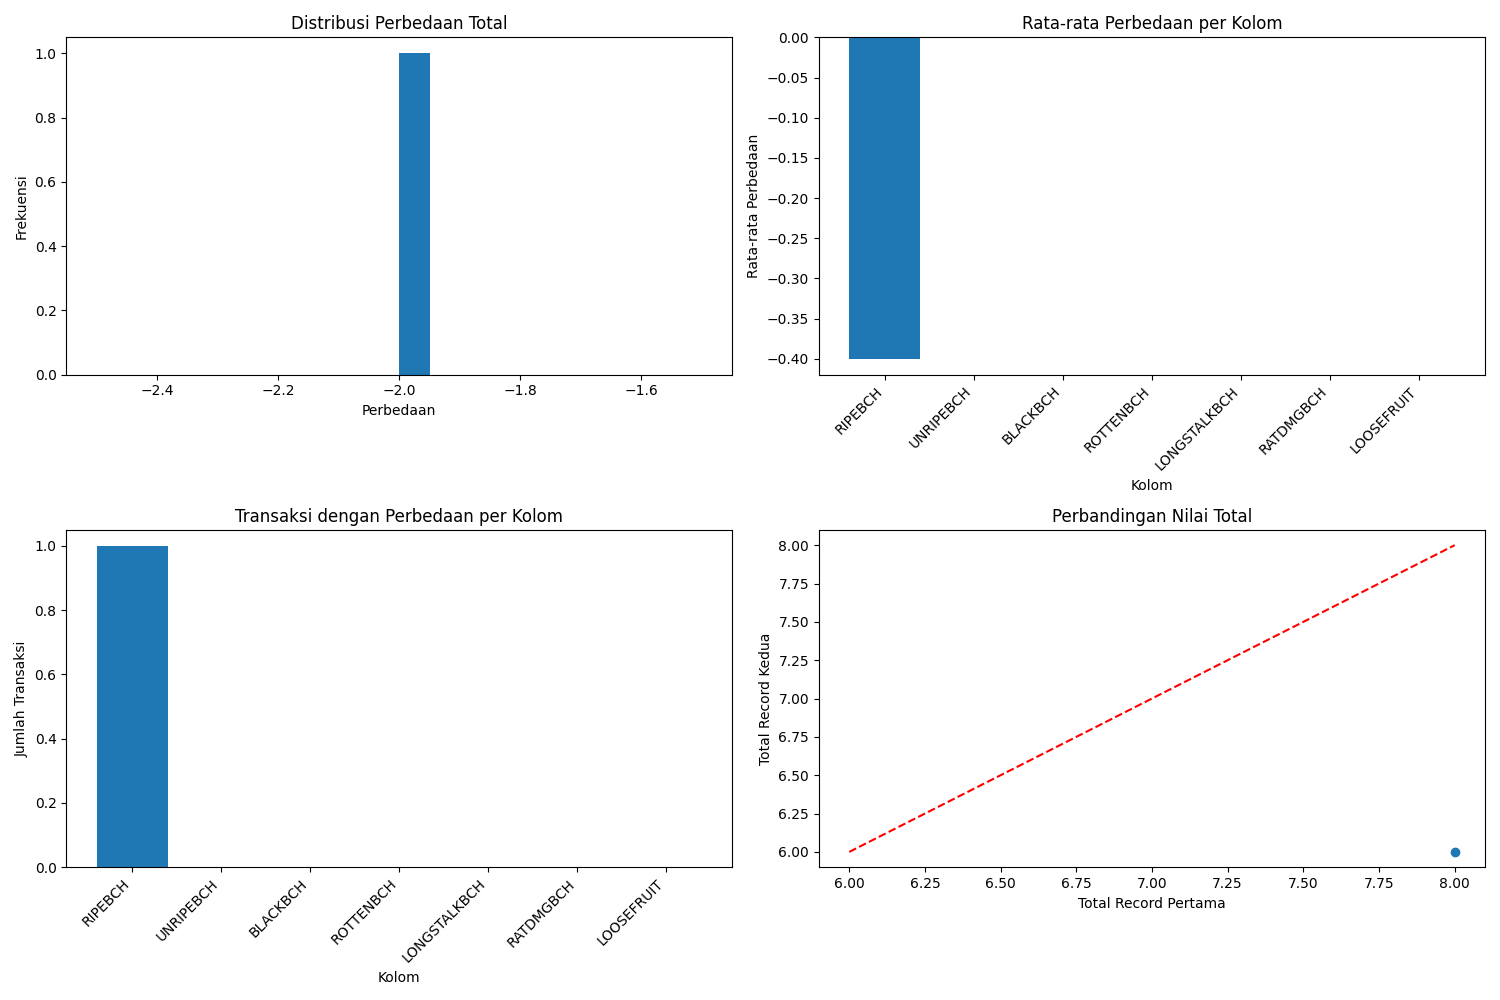 Distribusi Perbedaan Total
1.0
0.8
0.6
0.4
0.2
0.0
Frekuensi
−2.4
−2.2
−2.0
−1.8
−1.6
Perbedaan
Rata-rata Perbedaan per Kolom
0.00
−0.05
−0.10
−0.15
−0.20
−0.25
−0.30
−0.35
−0.40
Rata-rata Perbedaan
RIPEBCH
UNRIPEBCH
BLACKBCH
ROTTENBCH
LONGSTALKBCH
RATDMGBCH
LOOSEFRUIT
Kolom
Transaksi dengan Perbedaan per Kolom
1.0
0.8
0.6
0.4
0.2
0.0
Jumlah Transaksi
RIPEBCH
UNRIPEBCH
BLACKBCH
ROTTENBCH
LONGSTALKBCH
RATDMGBCH
LOOSEFRUIT
Kolom
Perbandingan Nilai Total
8.00
7.75
7.50
7.25
7.00
6.75
6.50
6.25
6.00
Total Record Kedua
6.00
6.25
6.50
6.75
7.00
7.25
7.50
7.75
8.00
Total Record Pertama